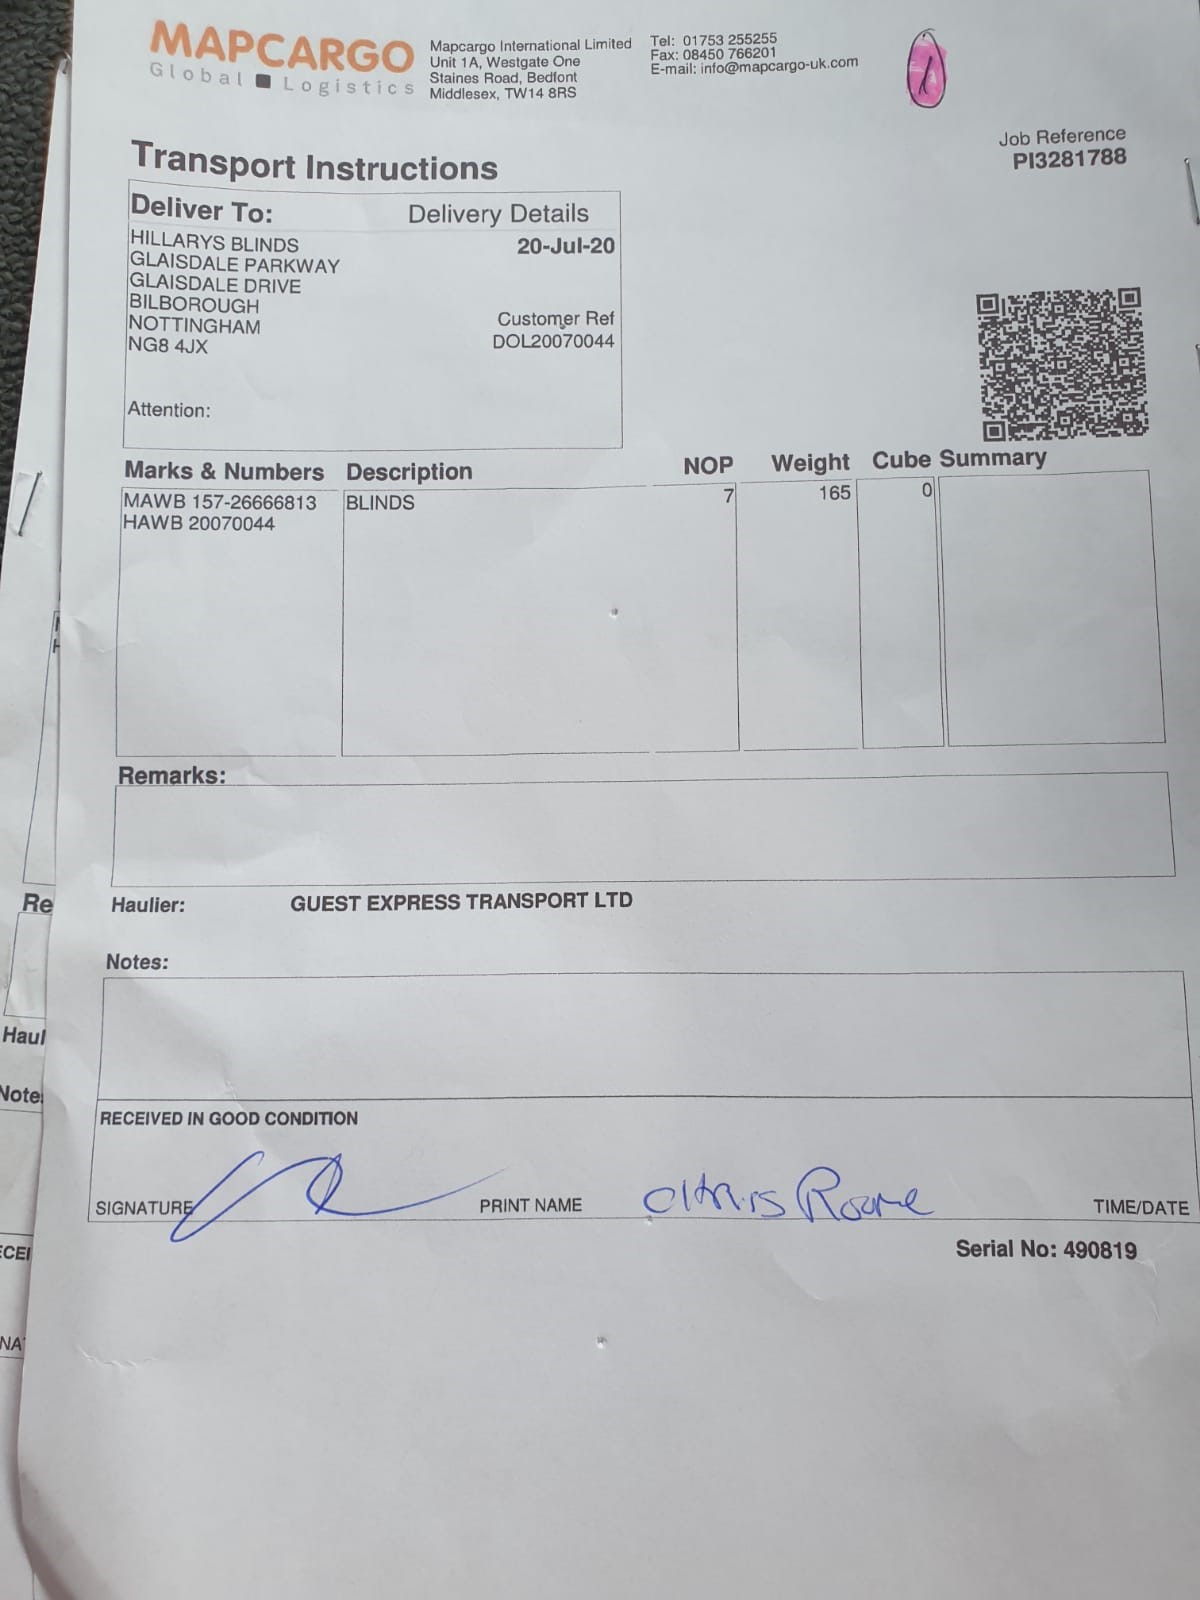 MAPCARGO
Global Logistics
Mapcargo International Limited
Unit 1A, Westgate One
Staines Road, Bedfont
Middlesex, TW14 8RS
Tel: 01753 255255
Fax: 08450 766201
E-mail: info@mapcargo-uk.com
1
Job Reference
PI3281788
Transport Instructions
Deliver To:
HILLARYS BLINDS
GLAISDALE PARKWAY
GLAISDALE DRIVE
BILBOROUGH
NOTTINGHAM
NG8 4JX
Attention:
Delivery Details
20-Jul-20
Customer Ref
DOL20070044
Marks & Numbers Description NOP Weight Cube Summary
MAWB 157-26666813 BLINDS 7 165 0
HAWB 20070044
Remarks:
Haulier: GUEST EXPRESS TRANSPORT LTD
Notes:
RECEIVED IN GOOD CONDITION
SIGNATURE PRINT NAME Chris TIME/DATE
Serial No: 490819
Re
Haul
Note